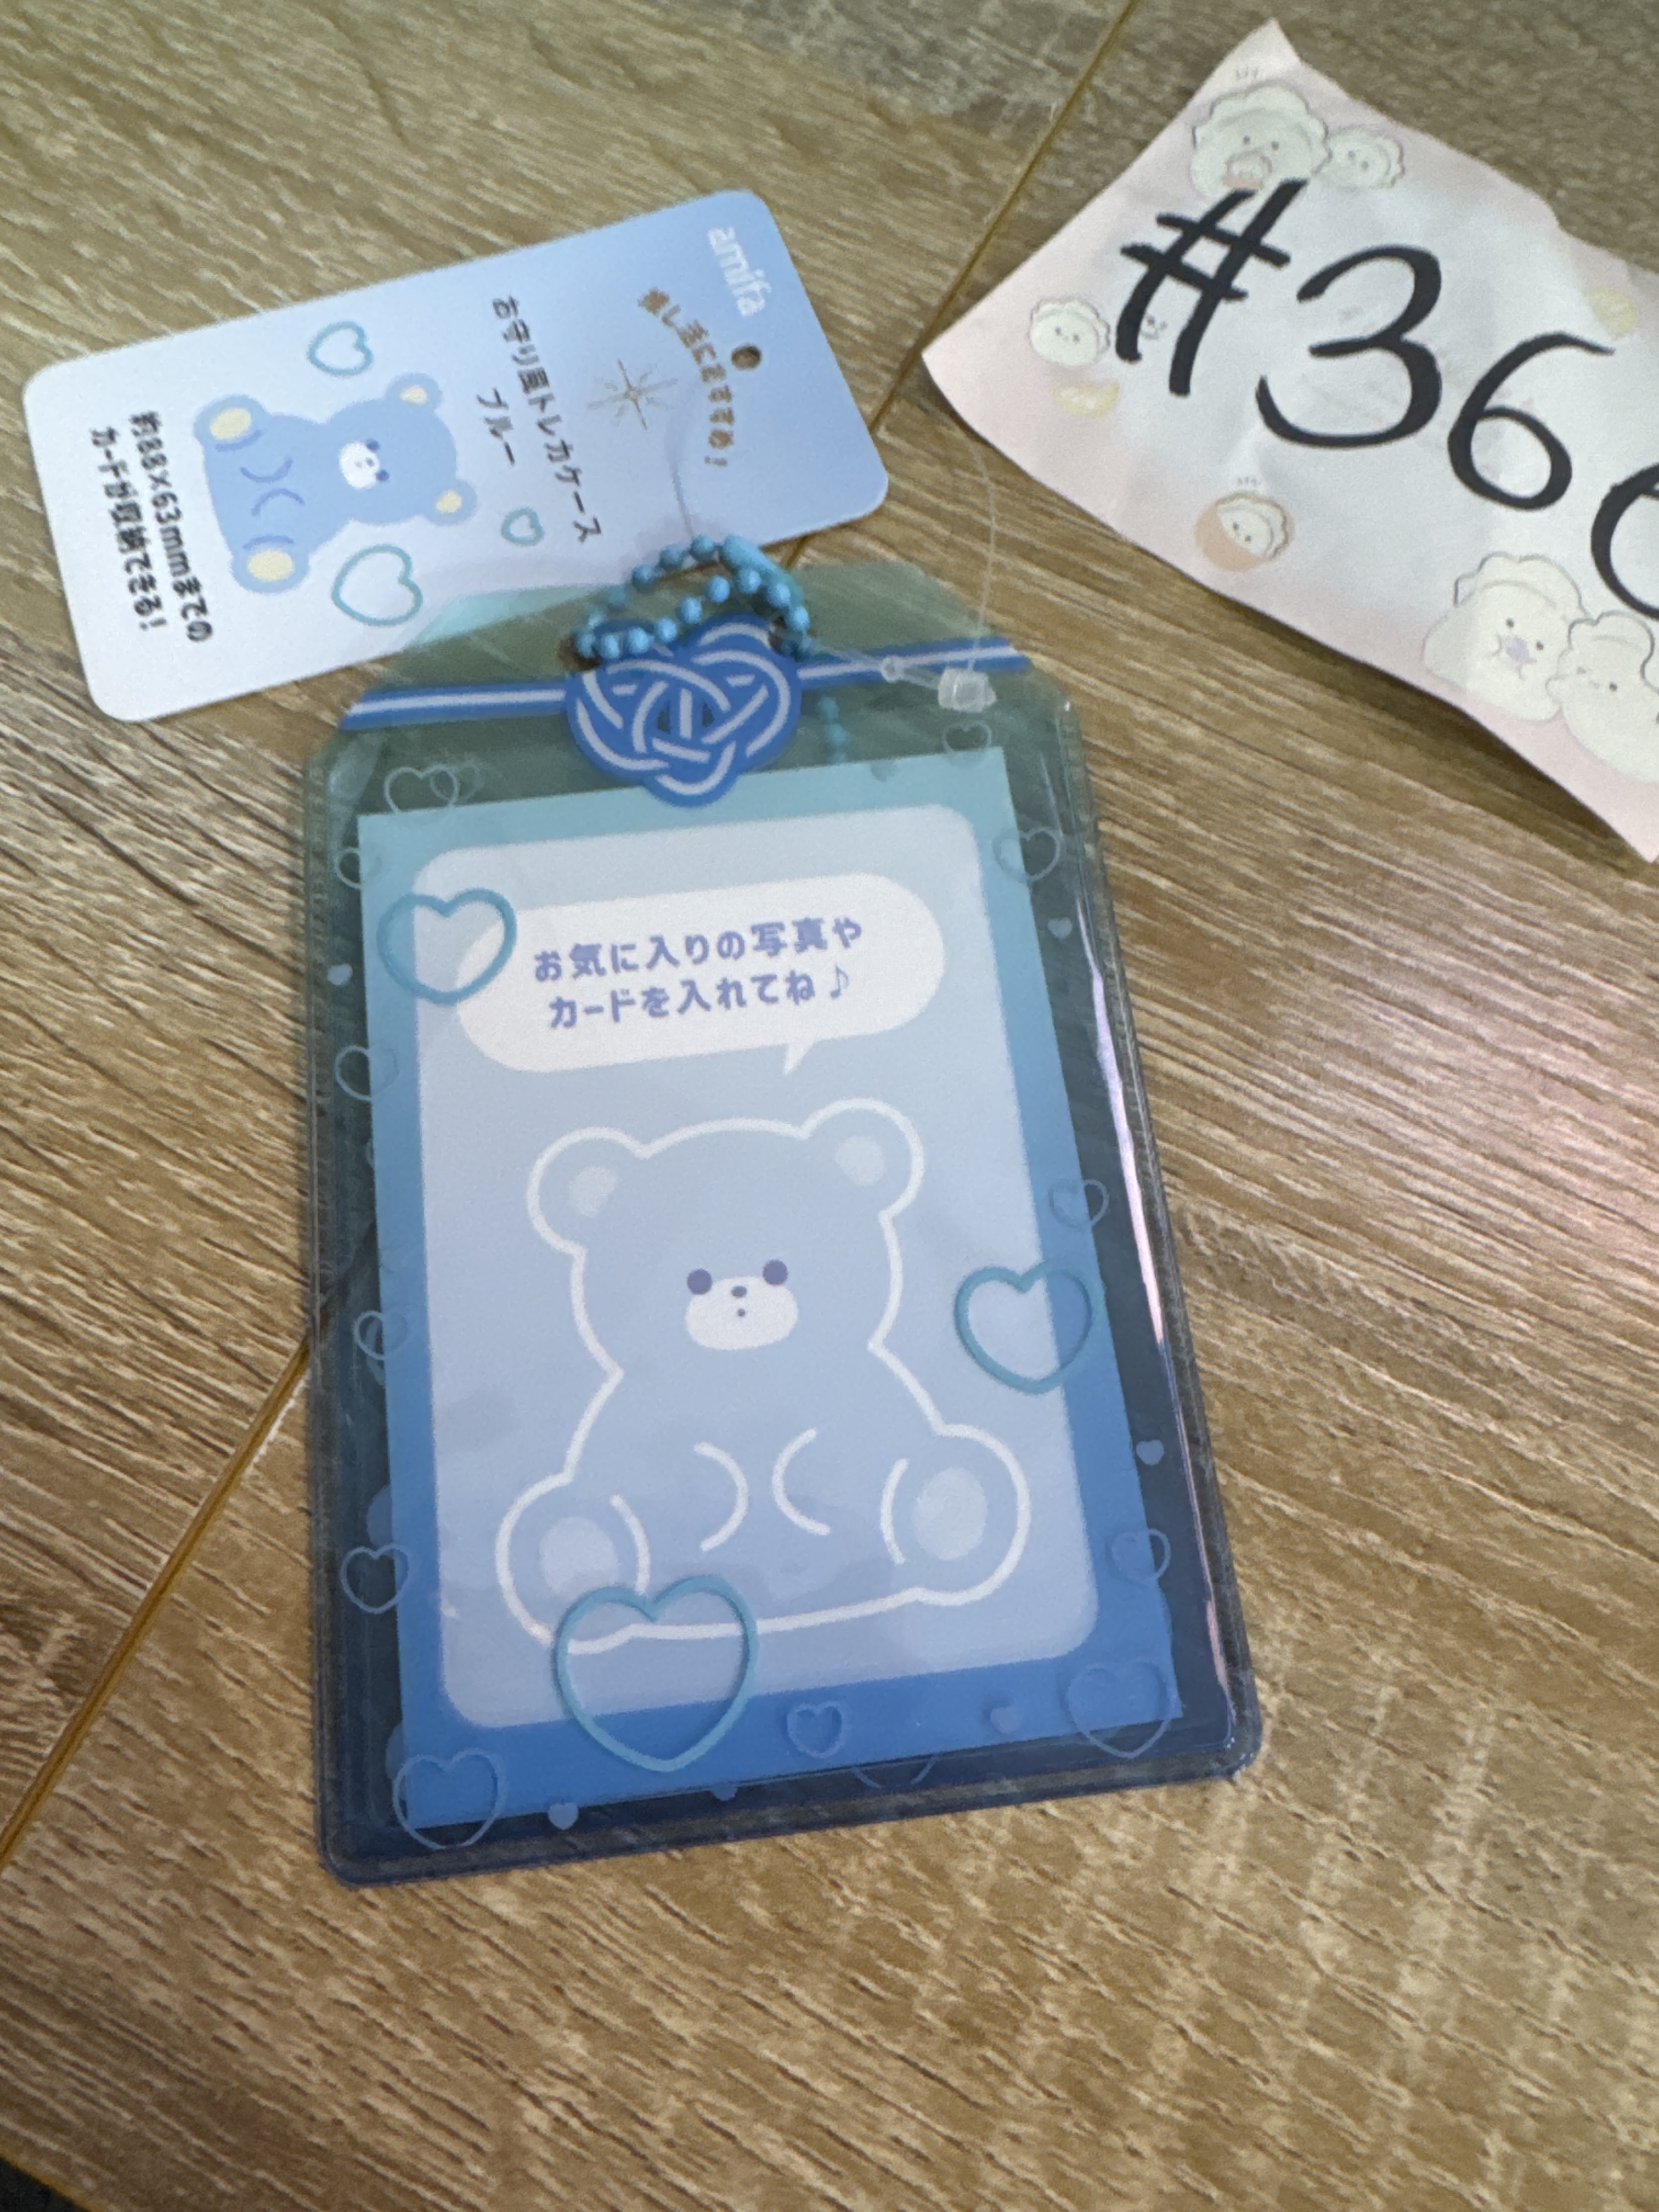 amifa
推し活におすすめ♪
お守り風トレカケース
ブルー
約88×63mmまでの
カードが収納できる!
お気に入りの写真や
カードを入れてね♪
#36